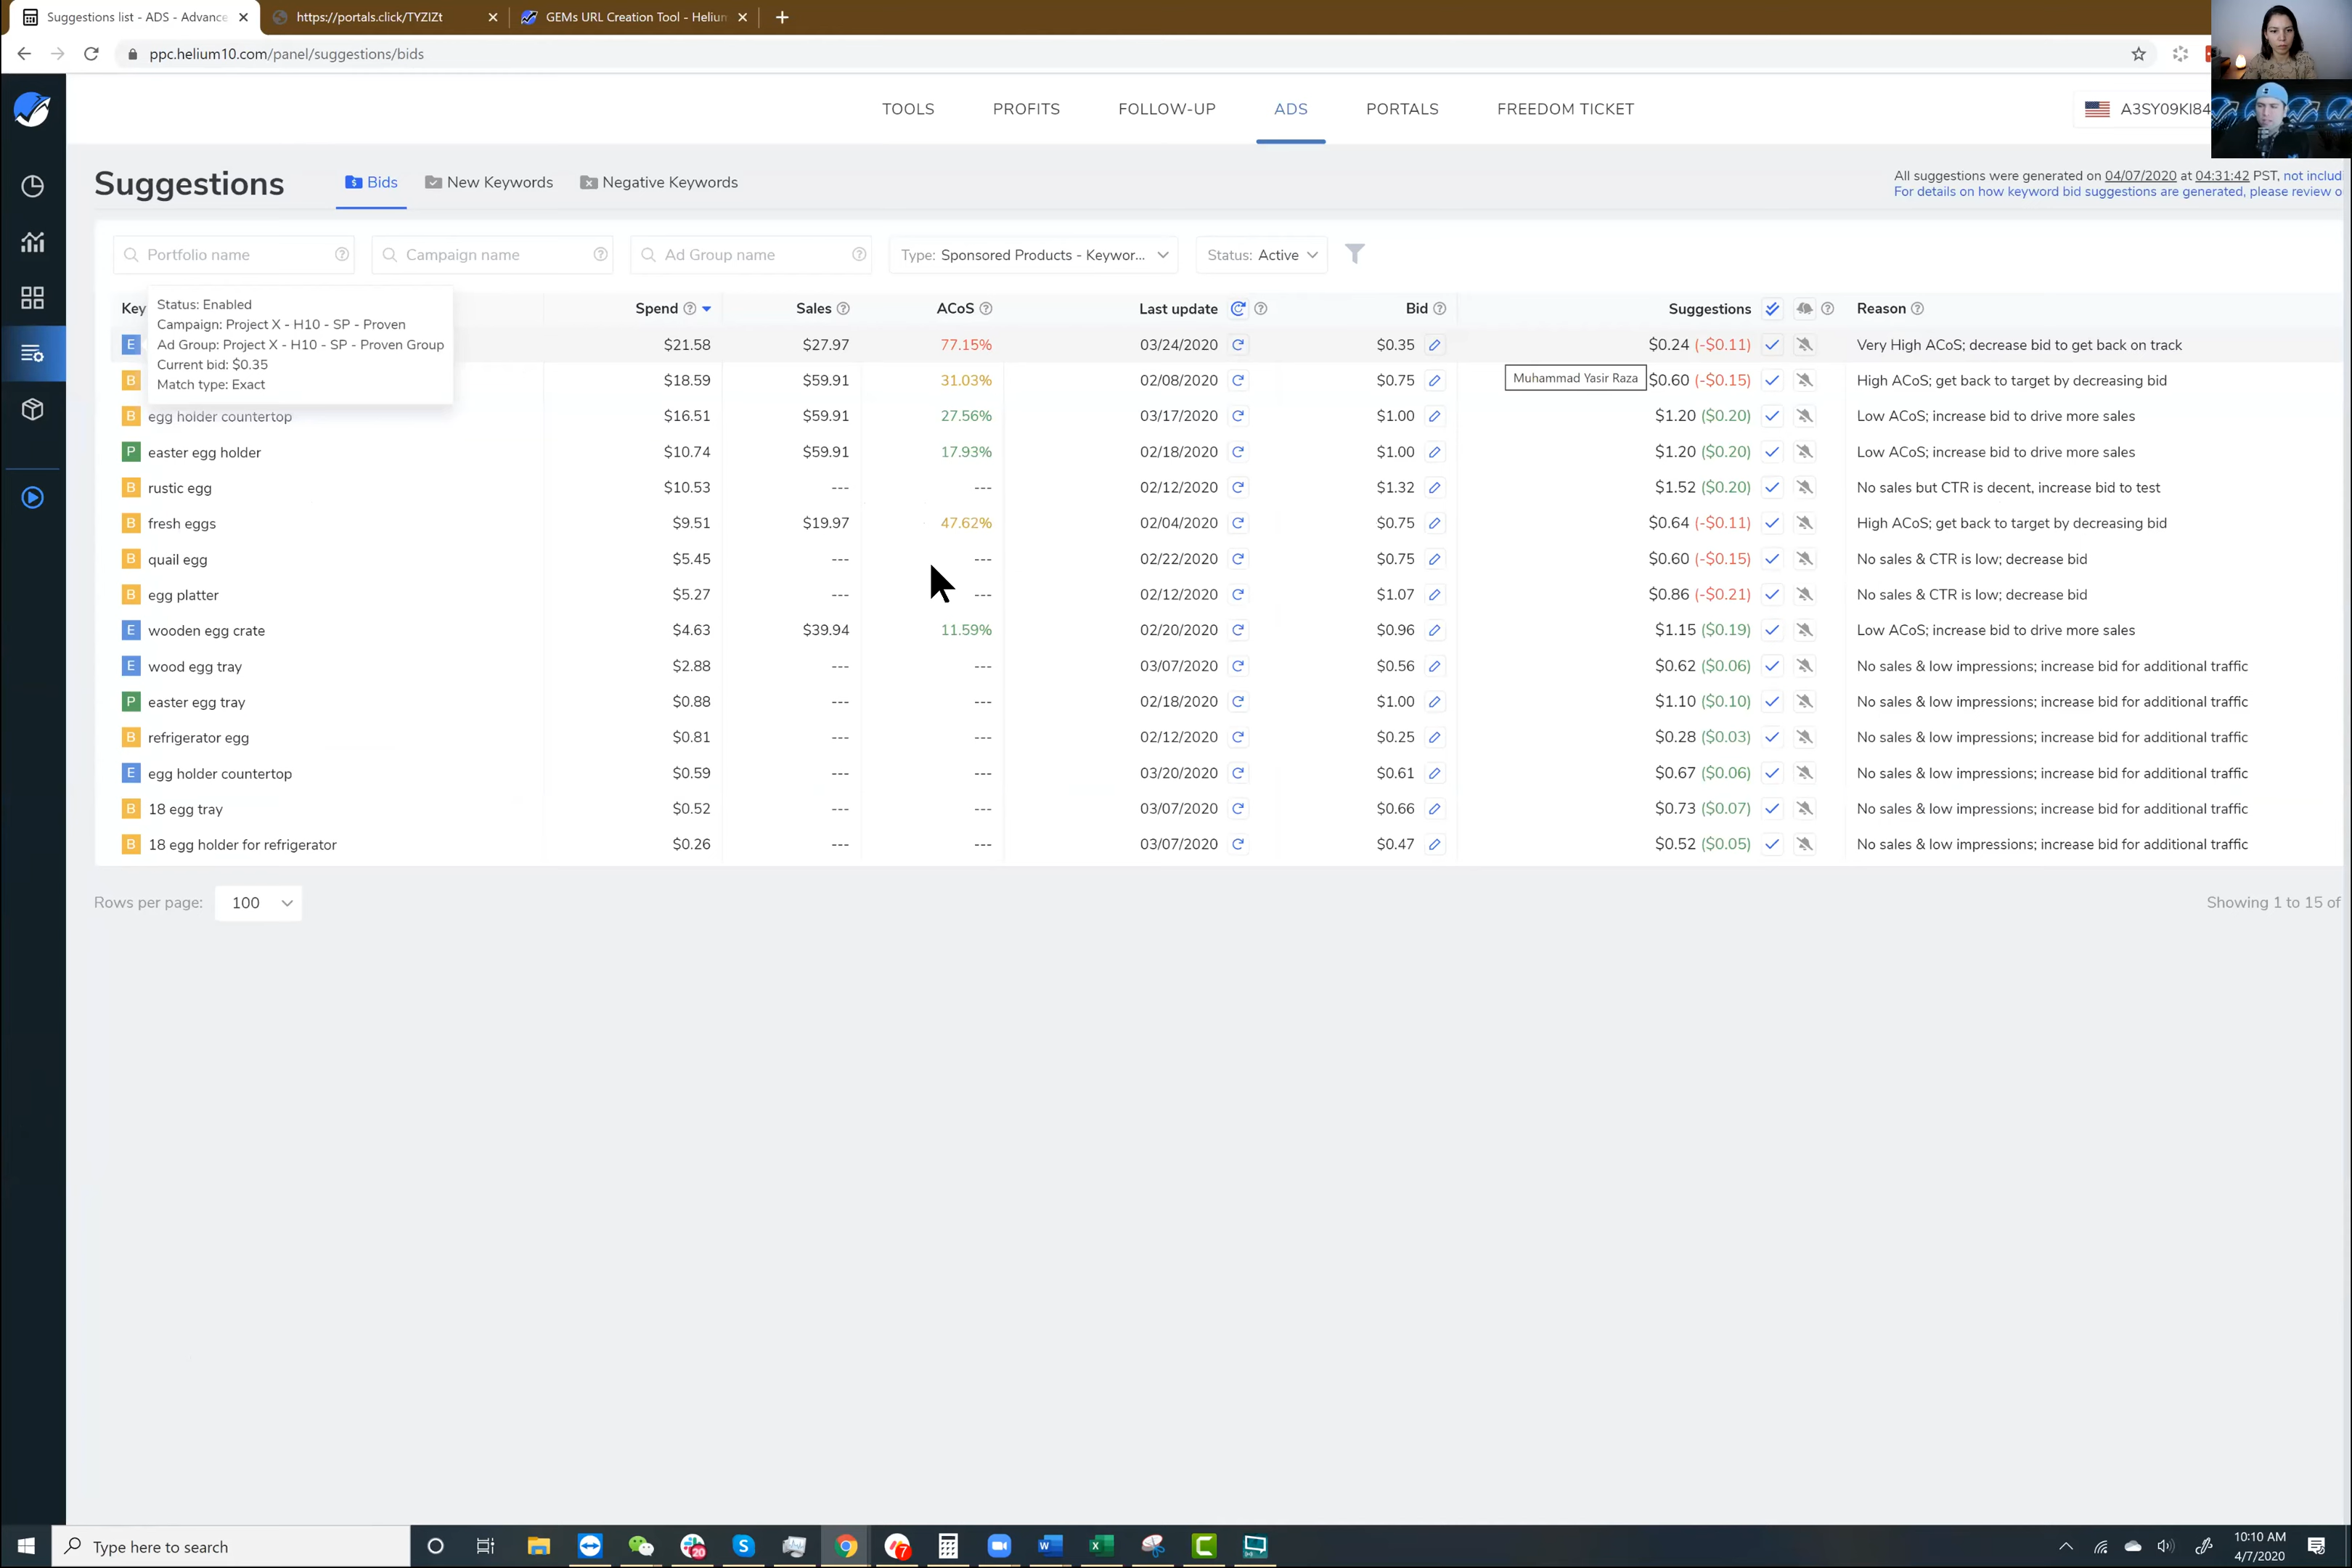 Suggestions list - ADS - Advance
https://portals.click/TYZIZt
GEMs URL Creation Tool - Helium
ppc.helium10.com/panel/suggestions/bids
TOOLS PROFITS FOLLOW-UP ADS PORTALS FREEDOM TICKET
A3SY09KI84
Suggestions Bids New Keywords Negative Keywords
All suggestions were generated on 04/07/2020 at 04:31:42 PST, not includ
For details on how keyword bid suggestions are generated, please review o
Portfolio name Campaign name Ad Group name Type: Sponsored Products - Keywor... Status: Active
Key Spend Sales ACoS Last update Bid Suggestions Reason
Status: Enabled
Campaign: Project X - H10 - SP - Proven
Ad Group: Project X - H10 - SP - Proven Group
Current bid: $0.35
Match type: Exact
E $21.58 $27.97 77.15% 03/24/2020 $0.35 $0.24 (-$0.11) Very High ACoS; decrease bid to get back on track
Muhammad Yasir Raza
B $18.59 $59.91 31.03% 02/08/2020 $0.75 $0.60 (-$0.15) High ACoS; get back to target by decreasing bid
B egg holder countertop $16.51 $59.91 27.56% 03/17/2020 $1.00 $1.20 ($0.20) Low ACoS; increase bid to drive more sales
P easter egg holder $10.74 $59.91 17.93% 02/18/2020 $1.00 $1.20 ($0.20) Low ACoS; increase bid to drive more sales
B rustic egg $10.53 --- --- 02/12/2020 $1.32 $1.52 ($0.20) No sales but CTR is decent, increase bid to test
B fresh eggs $9.51 $19.97 47.62% 02/04/2020 $0.75 $0.64 (-$0.11) High ACoS; get back to target by decreasing bid
B quail egg $5.45 --- --- 02/22/2020 $0.75 $0.60 (-$0.15) No sales & CTR is low; decrease bid
B egg platter $5.27 --- --- 02/12/2020 $1.07 $0.86 (-$0.21) No sales & CTR is low; decrease bid
E wooden egg crate $4.63 $39.94 11.59% 02/20/2020 $0.96 $1.15 ($0.19) Low ACoS; increase bid to drive more sales
E wood egg tray $2.88 --- --- 03/07/2020 $0.56 $0.62 ($0.06) No sales & low impressions; increase bid for additional traffic
P easter egg tray $0.88 --- --- 02/18/2020 $1.00 $1.10 ($0.10) No sales & low impressions; increase bid for additional traffic
B refrigerator egg $0.81 --- --- 02/12/2020 $0.25 $0.28 ($0.03) No sales & low impressions; increase bid for additional traffic
E egg holder countertop $0.59 --- --- 03/20/2020 $0.61 $0.67 ($0.06) No sales & low impressions; increase bid for additional traffic
B 18 egg tray $0.52 --- --- 03/07/2020 $0.66 $0.73 ($0.07) No sales & low impressions; increase bid for additional traffic
B 18 egg holder for refrigerator $0.26 --- --- 03/07/2020 $0.47 $0.52 ($0.05) No sales & low impressions; increase bid for additional traffic
Rows per page: 100 Showing 1 to 15 of
Type here to search
20
7
10:10 AM
4/7/2020